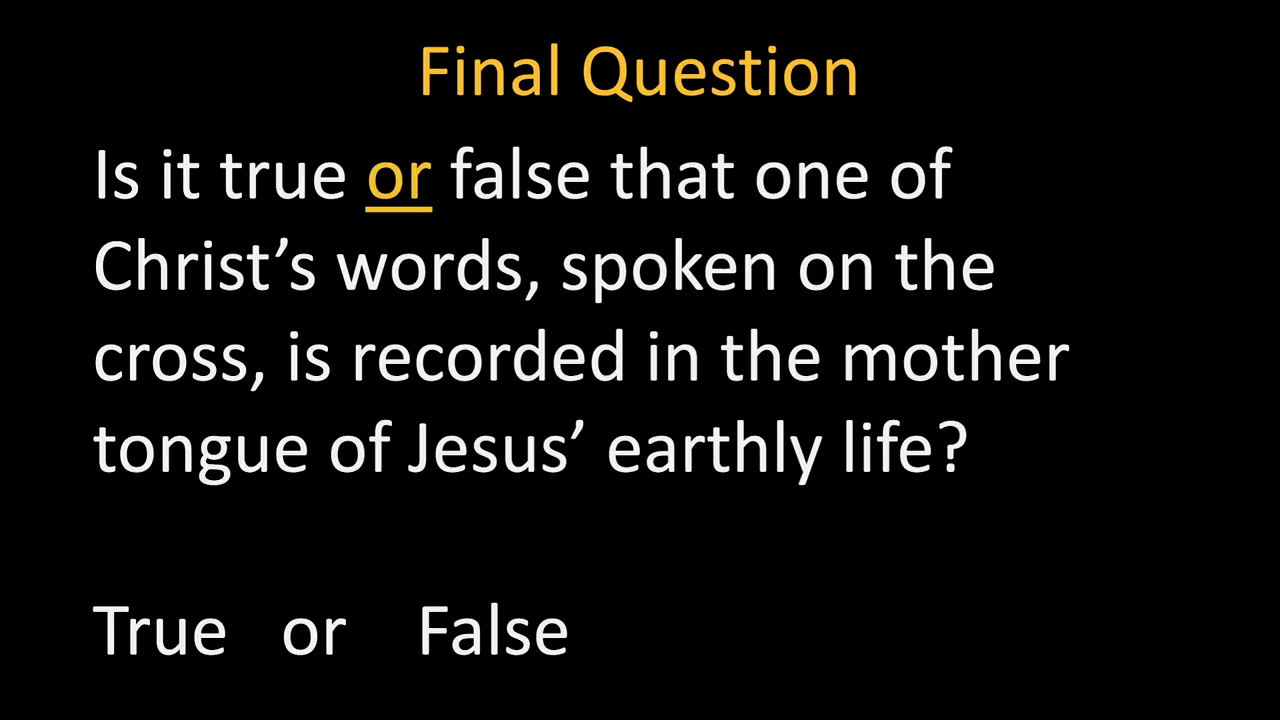 Final Question
Is it true or false that one of
Christ’s words, spoken on the
cross, is recorded in the mother
tongue of Jesus’ earthly life?
True or False